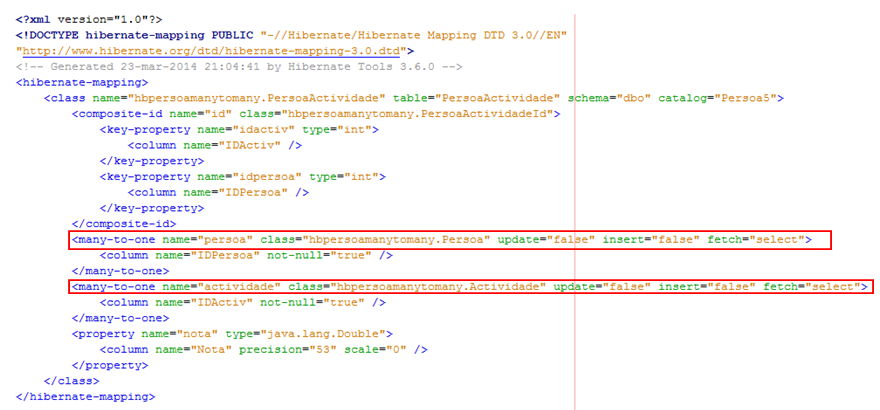 <?xml version="1.0"?>
<!DOCTYPE hibernate-mapping PUBLIC "-//Hibernate/Hibernate Mapping DTD 3.0//EN"
"http://www.hibernate.org/dtd/hibernate-mapping-3.0.dtd">
<!-- Generated 23-mar-2014 21:04:41 by Hibernate Tools 3.6.0 -->
<hibernate-mapping>
    <class name="hbpersoamanytomany.PersoaActividade" table="PersoaActividade" schema="dbo" catalog="Persoa5">
        <composite-id name="id" class="hbpersoamanytomany.PersoaActividadeId">
            <key-property name="idactiv" type="int">
                <column name="IDActiv" />
            </key-property>
            <key-property name="idpersoa" type="int">
                <column name="IDPersoa" />
            </key-property>
        </composite-id>
        <many-to-one name="persoa" class="hbpersoamanytomany.Persoa" update="false" insert="false" fetch="select">
            <column name="IDPersoa" not-null="true" />
        </many-to-one>
        <many-to-one name="actividade" class="hbpersoamanytomany.Actividade" update="false" insert="false" fetch="select">
            <column name="IDActiv" not-null="true" />
        </many-to-one>
        <property name="nota" type="java.lang.Double">
            <column name="Nota" precision="53" scale="0" />
        </property>
    </class>
</hibernate-mapping>